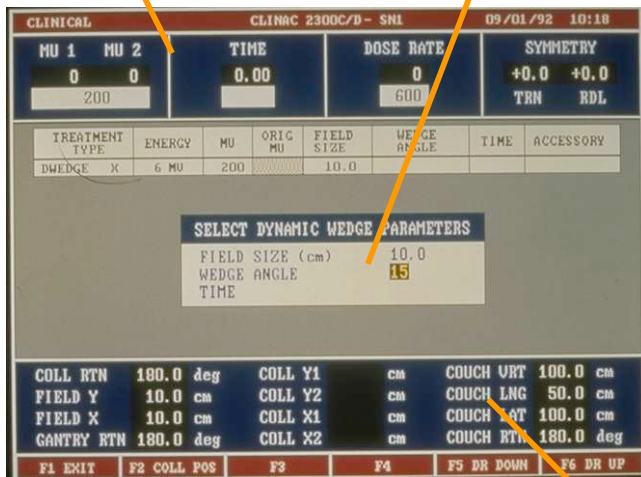 CLINICAL CLINAC 2300C/D- SN1 09/01/92 10:18
MU 1 MU 2 TIME DOSE RATE SYMMETRY
0 0 0.00 0 +0.0 +0.0
200 600 TRN RDL
TREATMENT TYPE ENERGY MU ORIG MU FIELD SIZE WEDGE ANGLE TIME ACCESSORY
DWEDGE X 6 MU 200 10.0
SELECT DYNAMIC WEDGE PARAMETERS
FIELD SIZE (cm) 10.0
WEDGE ANGLE 15
TIME
COLL RTN 180.0 deg COLL Y1 cm COUCH VRT 100.0 cm
FIELD Y 10.0 cm COLL Y2 cm COUCH LNG 50.0 cm
FIELD X 10.0 cm COLL X1 cm COUCH LAT 100.0 cm
GANTRY RTN 180.0 deg COLL X2 cm COUCH RTN 180.0 deg
F1 EXIT F2 COLL POS F3 F4 F5 DR DOWN F6 DR UP